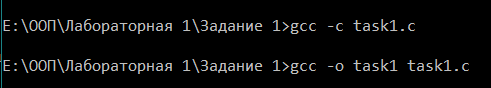 E:\ООП\Лабораторная 1\Задание 1>gcc -c task1.c
E:\ООП\Лабораторная 1\Задание 1>gcc -o task1 task1.c